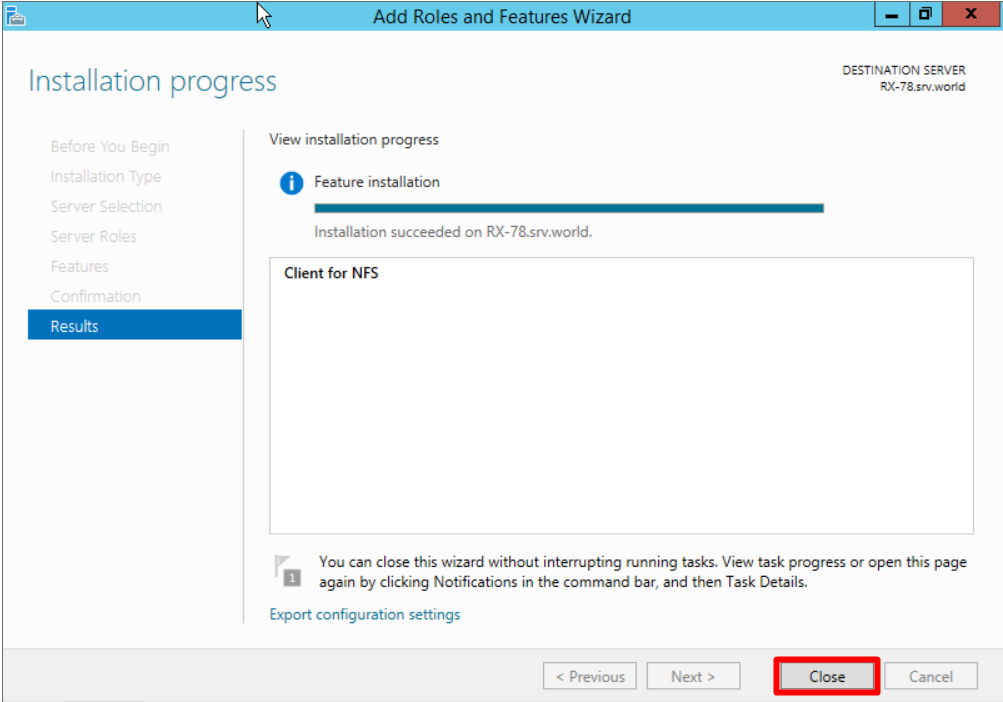 Add Roles and Features Wizard
Installation progress
DESTINATION SERVER
RX-78.srv.world
Before You Begin
Installation Type
Server Selection
Server Roles
Features
Confirmation
Results
View installation progress
Feature installation
Installation succeeded on RX-78.srv.world.
Client for NFS
1
You can close this wizard without interrupting running tasks. View task progress or open this page
again by clicking Notifications in the command bar, and then Task Details.
Export configuration settings
< Previous
Next >
Close
Cancel